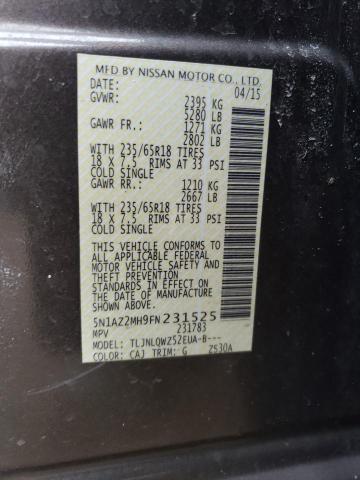 MFD BY NISSAN MOTOR CO., LTD.
DATE: 04/15
GVWR: 2395 KG
5280 LB
GAWR FR.: 1271 KG
2802 LB
WITH 235/65R18 TIRES
18 X 7.5 RIMS AT 33 PSI
COLD SINGLE
GAWR RR.: 1210 KG
2667 LB
WITH 235/65R18 TIRES
18 X 7.5 RIMS AT 33 PSI
COLD SINGLE
THIS VEHICLE CONFORMS TO
ALL APPLICABLE FEDERAL
MOTOR VEHICLE SAFETY, BUMPER
AND THEFT PREVENTION
STANDARDS IN EFFECT ON
THE DATE OF MANUFACTURE
SHOWN ABOVE.
5N1AZ2MH9FN231525
MPV 231783
MODEL: TLJNLQWZ52EUA-B---
COLOR: CAJ TRIM: G Z530A